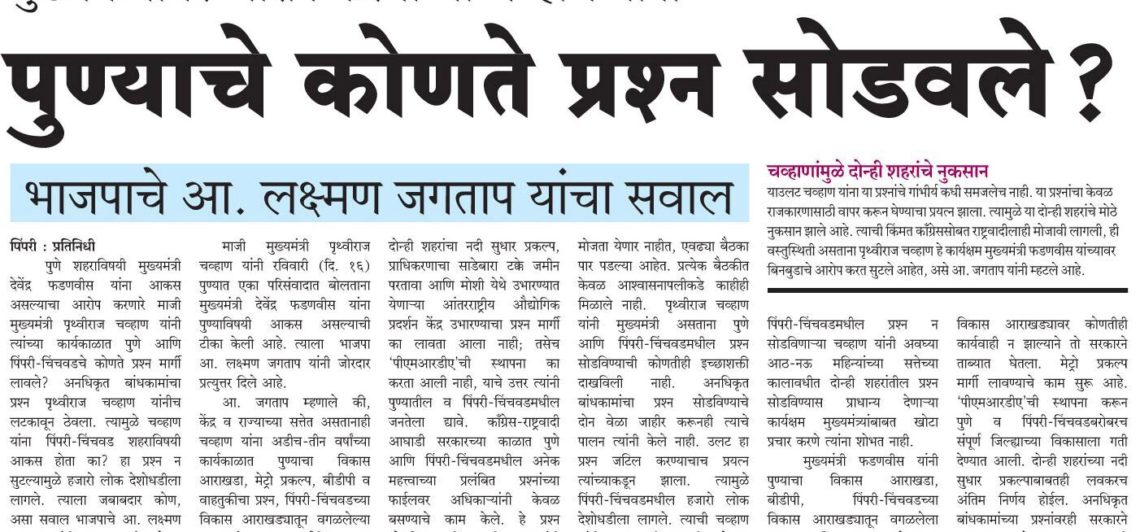 पुण्याचे कोणते प्रश्न सोडवले?
भाजपाचे आ. लक्ष्मण जगताप यांचा सवाल
पिंपरी : प्रतिनिधी
पुणे शहराविषयी मुख्यमंत्री
देवेंद्र फडणवीस यांना आकस
असल्याचा आरोप करणारे माजी
मुख्यमंत्री पृथ्वीराज चव्हाण यांनी
त्यांच्या कार्यकाळात पुणे आणि
पिंपरी-चिंचवडचे कोणते प्रश्न मार्गी
लावले? अनधिकृत बांधकामांचा
प्रश्न पृथ्वीराज चव्हाण यांनीच
लटकावून ठेवला. त्यामुळे चव्हाण
यांना पिंपरी-चिंचवड शहराविषयी
आकस होता का? हा प्रश्न न
सुटल्यामुळे हजारो लोक देशोधडीला
लागले. त्याला जबाबदार कोण,
असा सवाल भाजपाचे आ. लक्ष्मण
माजी मुख्यमंत्री पृथ्वीराज
चव्हाण यांनी रविवारी (दि. १६)
पुण्यात एका परिसंवादात बोलताना
मुख्यमंत्री देवेंद्र फडणवीस यांना
पुण्याविषयी आकस असल्याची
टीका केली आहे. त्याला भाजपा
आ. लक्ष्मण जगताप यांनी जोरदार
प्रत्युत्तर दिले आहे.
आ. जगताप म्हणाले की,
केंद्र व राज्याच्या सत्तेत असतानाही
चव्हाण यांना अडीच-तीन वर्षांच्या
कार्यकाळात पुण्याचा विकास
आराखडा, मेट्रो प्रकल्प, बीडीपी व
वाहतुकीचा प्रश्न, पिंपरी-चिंचवडच्या
विकास आराखड्यातून वगळलेल्या
दोन्ही शहरांचा नदी सुधार प्रकल्प,
प्राधिकरणाचा साडेबारा टक्के जमीन
परतावा आणि मोशी येथे उभारण्यात
येणाऱ्या आंतरराष्ट्रीय औद्योगिक
प्रदर्शन केंद्र उभारण्याचा प्रश्न मार्गी
का लावता आला नाही; तसेच
'पीएमआरडीए'ची स्थापना का
करता आली नाही, याचे उत्तर त्यांनी
पुण्यातील व पिंपरी-चिंचवडमधील
जनतेला द्यावे. काँग्रेस-राष्ट्रवादी
आघाडी सरकारच्या काळात पुणे
आणि पिंपरी-चिंचवडमधील अनेक
महत्त्वाच्या प्रलंबित प्रश्नांच्या
फाईलवर अधिकाऱ्यांनी केवळ
बसण्याचे काम केले, हे
मोजता येणार नाहीत, एवढ्या बैठका
पार पडल्या आहेत. प्रत्येक बैठकीत
केवळ आश्वासनापलीकडे काहीही
मिळाले नाही. पृथ्वीराज चव्हाण
यांनी मुख्यमंत्री असताना पुणे
आणि पिंपरी-चिंचवडमधील प्रश्न
सोडविण्याची कोणतीही इच्छाशक्ती
दाखविली नाही. अनधिकृत
बांधकामांचा प्रश्न सोडविण्याचे
दोन वेळा जाहीर करूनही त्याचे
पालन त्यांनी केले नाही. उलट हा
प्रश्न जटिल करण्याचाच प्रयत्न
त्यांच्याकडून झाला. त्यामुळे
पिंपरी-चिंचवडमधील हजारो लोक
देशोधडीला लागले. त्याची चव्हाण
चव्हाणांमुळे दोन्ही शहरांचे नुकसान
याउलट चव्हाण यांना या प्रश्नांचे गांभीर्य कधी समजलेच नाही. या प्रश्नांचा केवळ
राजकारणासाठी वापर करून घेण्याचा प्रयत्न झाला. त्यामुळे या दोन्ही शहरांचे मोठे
नुकसान झाले आहे. त्याची किंमत काँग्रेससोबत राष्ट्रवादीलाही मोजावी लागली, ही
वस्तुस्थिती असताना पृथ्वीराज चव्हाण हे कार्यक्षम मुख्यमंत्री फडणवीस यांच्यावर
बिनबुडाचे आरोप करत सुटले आहेत, असे आ. जगताप यांनी म्हटले आहे.
पिंपरी-चिंचवडमधील प्रश्न न
सोडविणाऱ्या चव्हाण यांनी अवघ्या
आठ-नऊ महिन्यांच्या सत्तेच्या
कालावधीत दोन्ही शहरांतील प्रश्न
सोडविण्यास प्राधान्य देणाऱ्या
कार्यक्षम मुख्यमंत्र्यांबाबत खोटा
प्रचार करणे त्यांना शोभत नाही.
मुख्यमंत्री फडणवीस यांनी
पुण्याचा विकास आराखडा,
बीडीपी, पिंपरी-चिंचवडच्या
विकास आराखड्यातून वगळलेल्या
विकास आराखड्यावर कोणतीही
कार्यवाही न झाल्याने तो सरकारने
ताब्यात घेतला. मेट्रो प्रकल्प
मार्गी लावण्याचे काम सुरू आहे.
'पीएमआरडीए'ची स्थापना करून
पुणे व पिंपरी-चिंचवडबरोबरच
संपूर्ण जिल्ह्याच्या विकासाला गती
देण्यात आली. दोन्ही शहरांच्या नदी
सुधार प्रकल्पाबाबतही लवकरच
अंतिम निर्णय होईल. अनधिकृत
बांधकामांच्या प्रश्नांवरही सरकारने